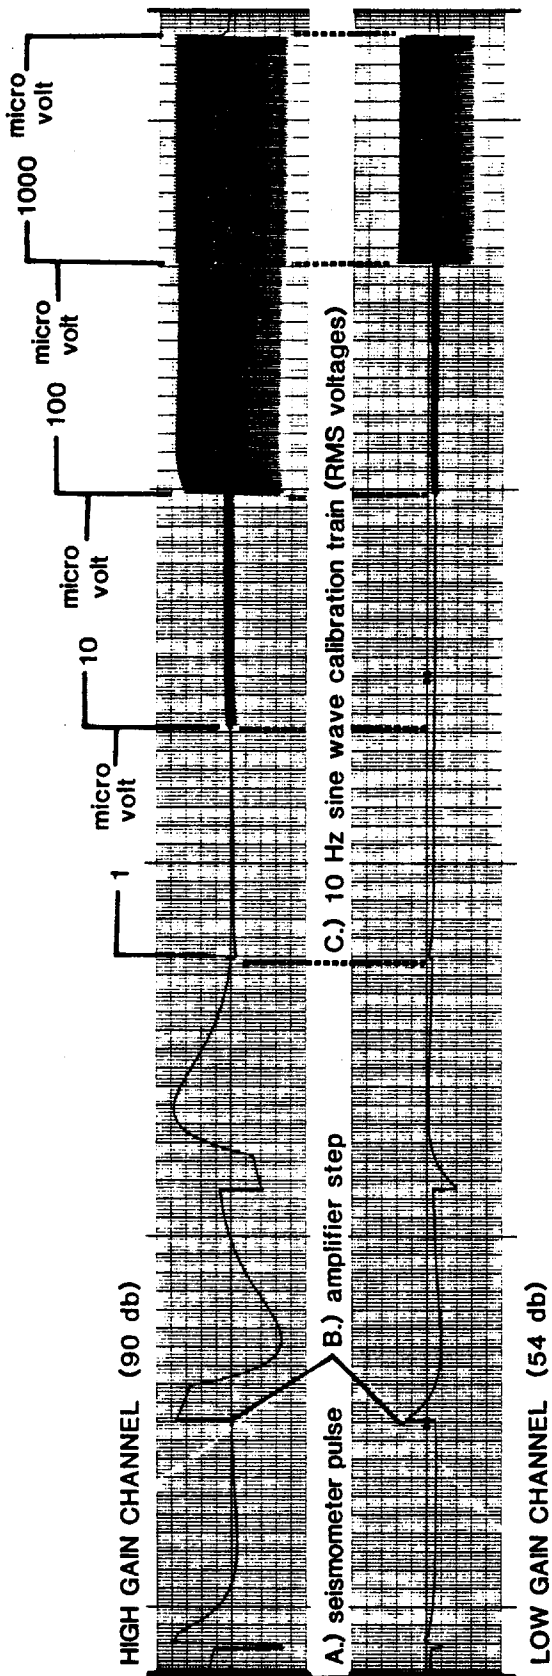 1 micro volt
10 micro volt
100 micro volt
1000 micro volt
HIGH GAIN CHANNEL (90 db)
A.) seismometer pulse
B.) amplifier step
C.) 10 Hz sine wave calibration train (RMS voltages)
LOW GAIN CHANNEL (54 db)